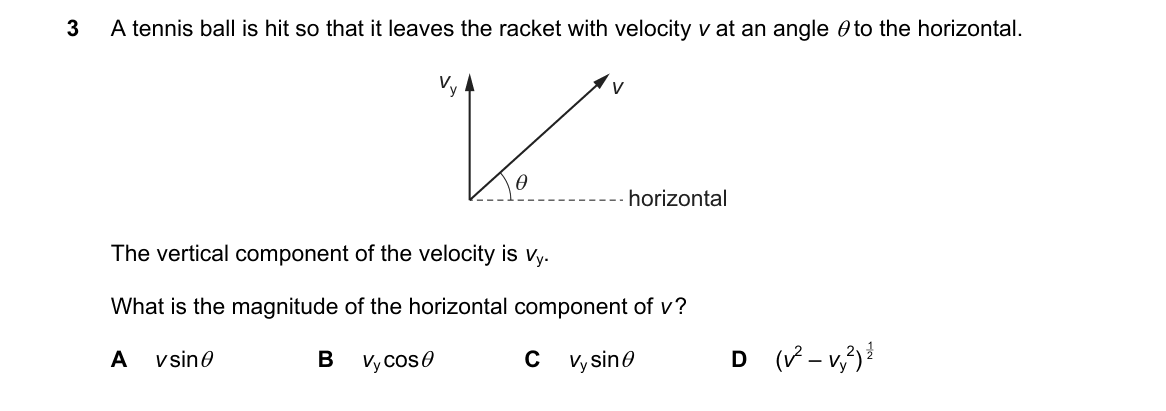 3 A tennis ball is hit so that it leaves the racket with velocity v at an angle θ to the horizontal.
vy
v
θ
horizontal
The vertical component of the velocity is vy.
What is the magnitude of the horizontal component of v?
A v sin θ B vy cos θ C vy sin θ D (v² – vy²)^½